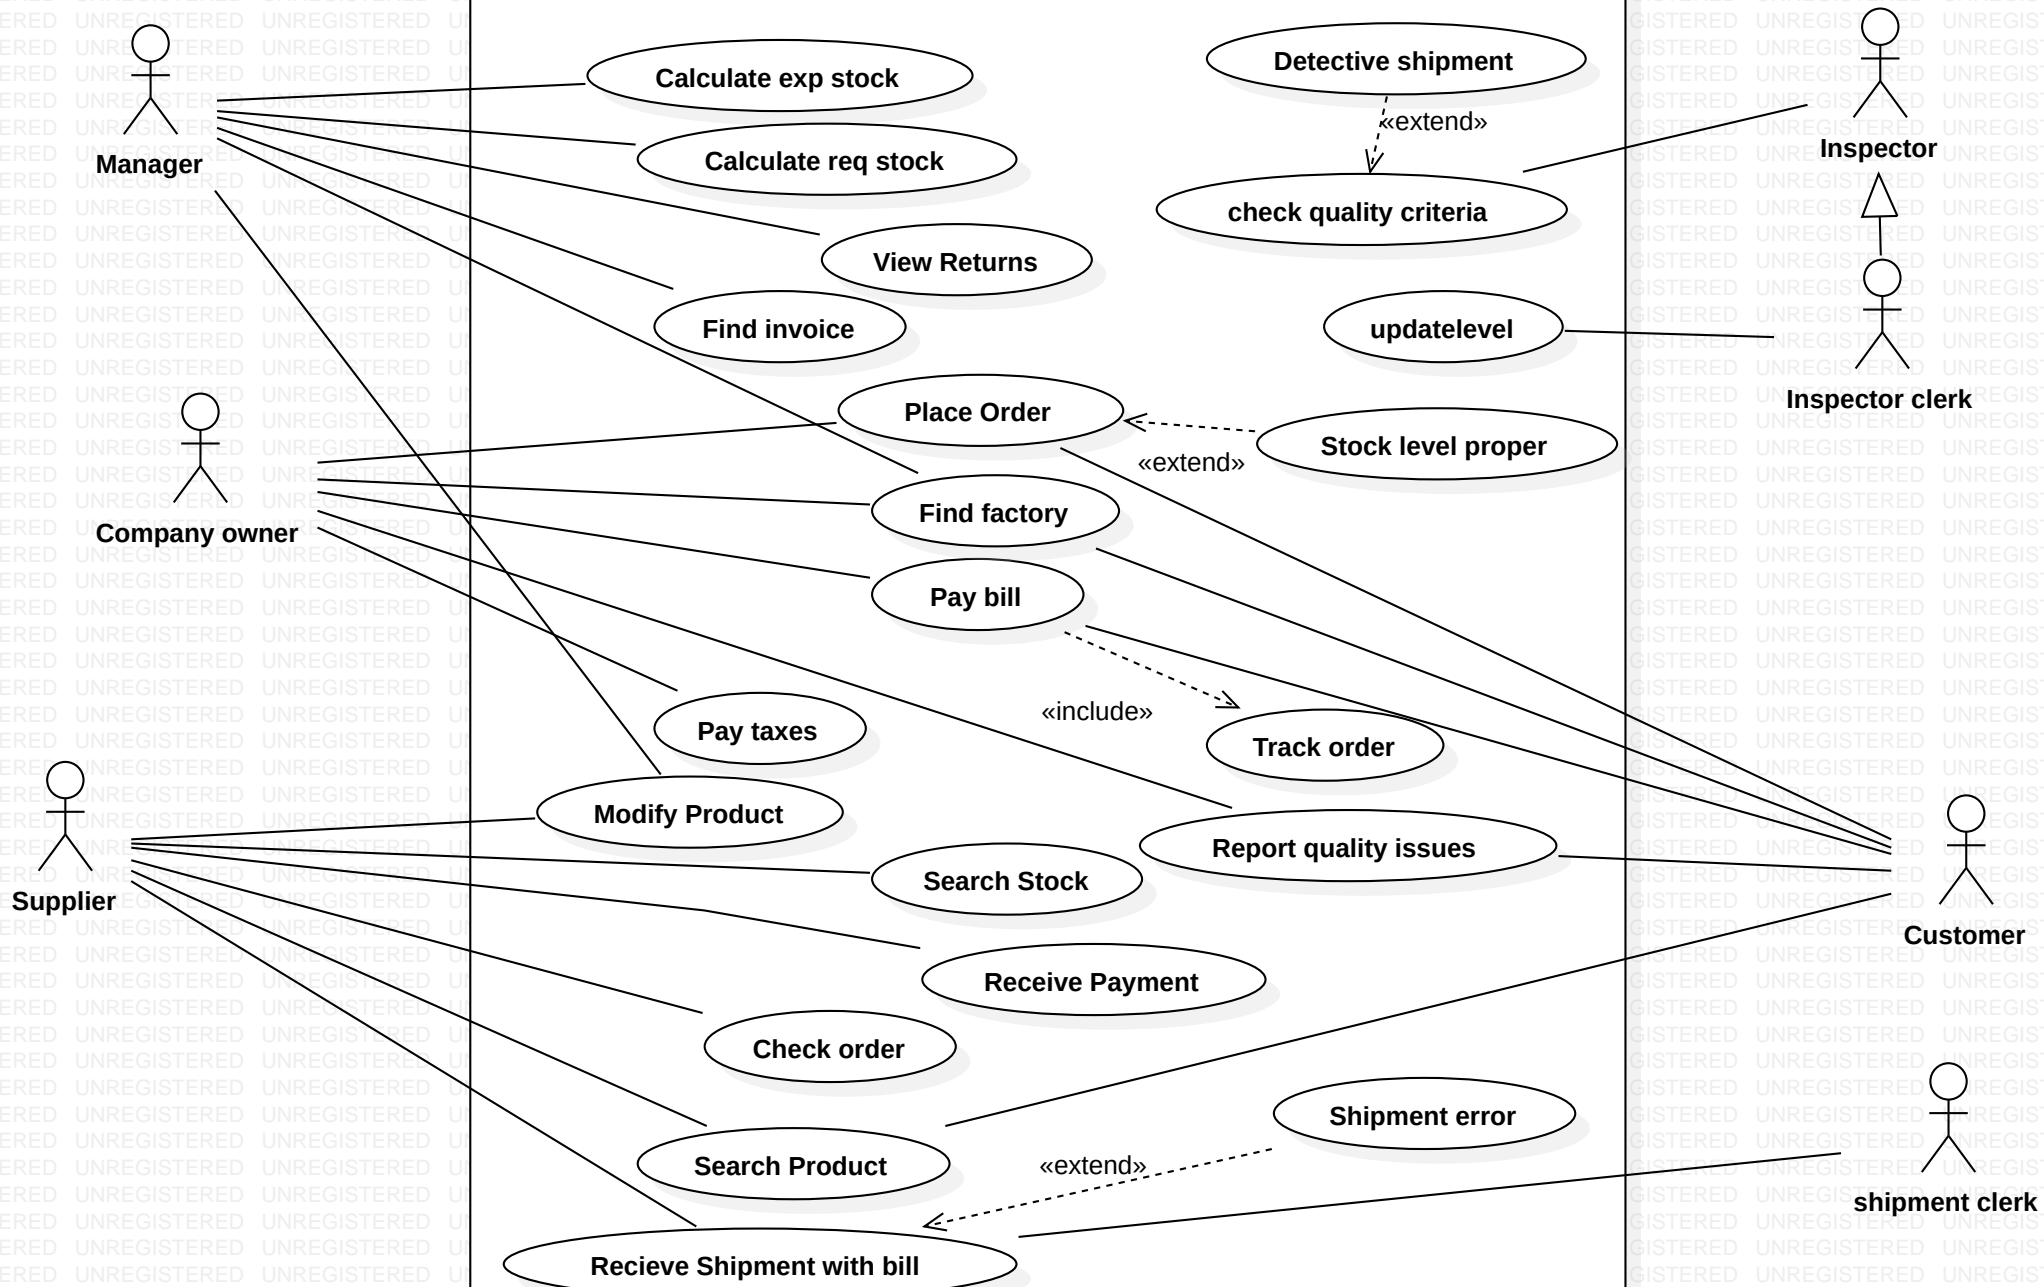 Detective shipment
Calculate exp stock
«extend»
Inspector
Manager
Calculate req stock
check quality criteria
View Returns
Find invoice
updatelevel
Inspector clerk
Place Order
Stock level proper
«extend»
Find factory
Company owner
Pay bill
«include»
Pay taxes
Track order
Modify Product
Report quality issues
Search Stock
Supplier
Customer
Receive Payment
Check order
Shipment error
Search Product
«extend»
shipment clerk
Recieve Shipment with bill
UNREGISTERED